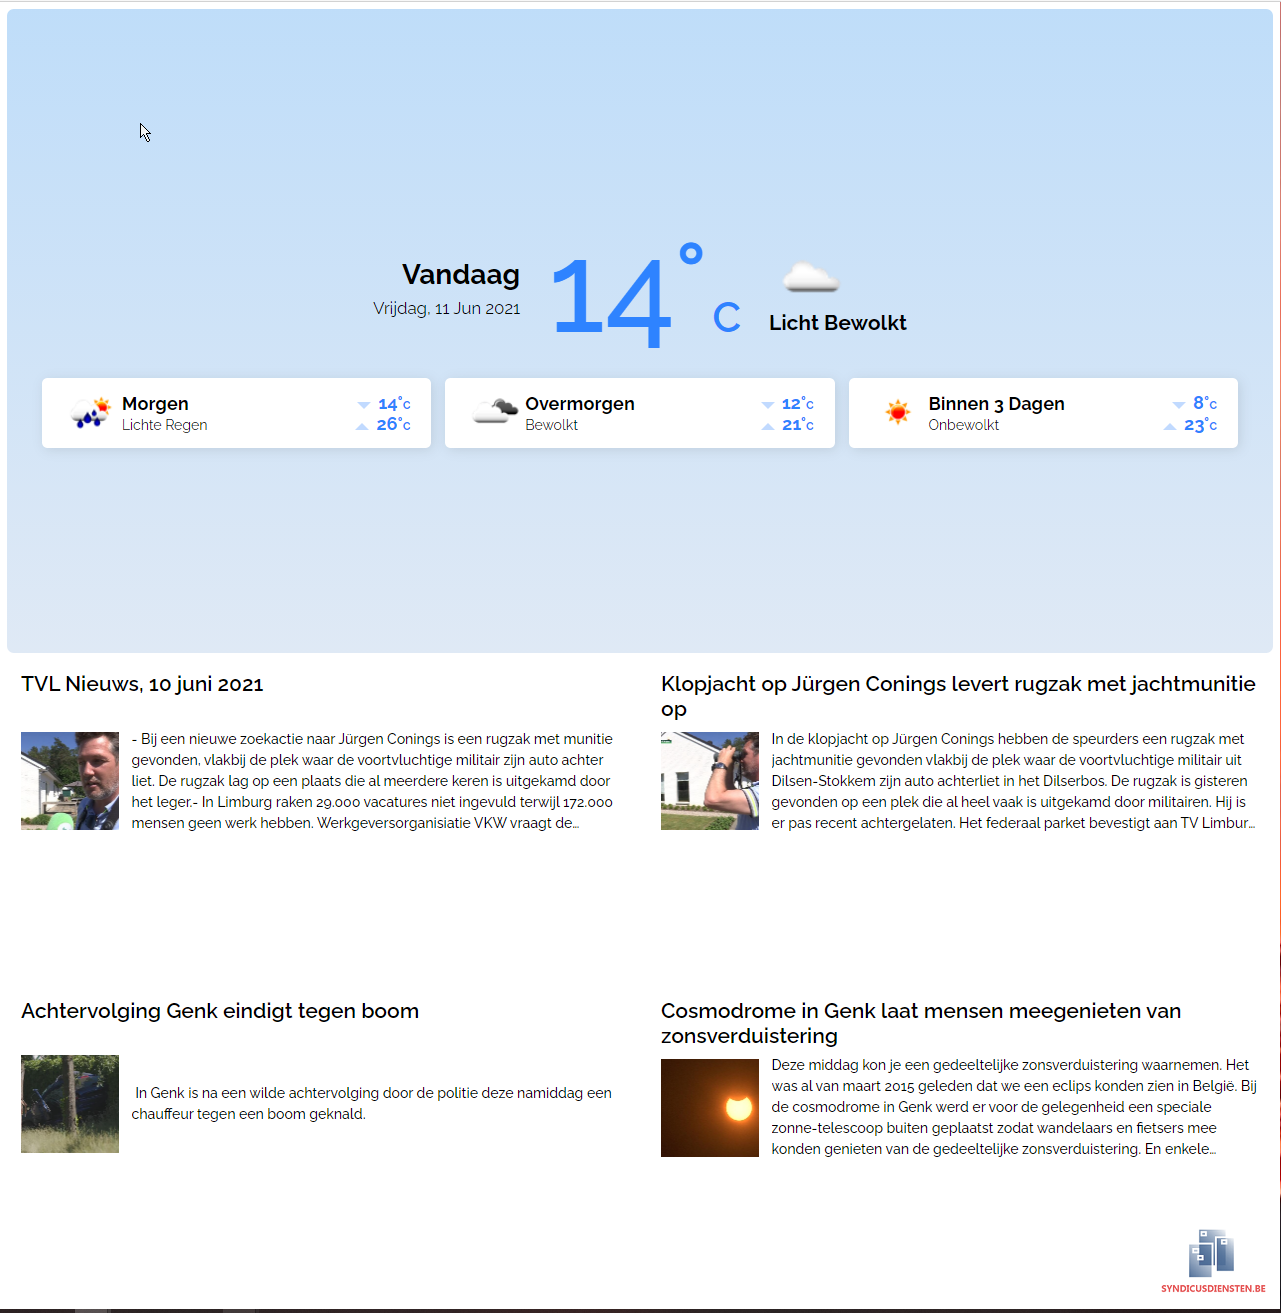 Vandaag
Vrijdag, 11 Jun 2021
14° C
Licht Bewolkt
Morgen
Lichte Regen
14°C
26°C
Overmorgen
Bewolkt
12°C
21°C
Binnen 3 Dagen
Onbewolkt
8°C
23°C
TVL Nieuws, 10 juni 2021
- Bij een nieuwe zoekactie naar Jürgen Conings is een rugzak met munitie
gevonden, vlakbij de plek waar de voortvluchtige militair zijn auto achter
liet. De rugzak lag op een plaats die al meerdere keren is uitgekamd door
het leger.- In Limburg raken 29.000 vacatures niet ingevuld terwijl 172.000
mensen geen werk hebben. Werkgeversorganisiatie VKW vraagt de…
Klopjacht op Jürgen Conings levert rugzak met jachtmunitie
op
In de klopjacht op Jürgen Conings hebben de speurders een rugzak met
jachtmunitie gevonden vlakbij de plek waar de voortvluchtige militair uit
Dilsen-Stokkem zijn auto achterliet in het Dilserbos. De rugzak is gisteren
gevonden op een plek die al heel vaak is uitgekamd door militairen. Hij is
er pas recent achtergelaten. Het federaal parket bevestigt aan TV Limbur…
Achtervolging Genk eindigt tegen boom
In Genk is na een wilde achtervolging door de politie deze namiddag een
chauffeur tegen een boom geknald.
Cosmodrome in Genk laat mensen meegenieten van
zonsverduistering
Deze middag kon je een gedeeltelijke zonsverduistering waarnemen. Het
was al van maart 2015 geleden dat we een eclips konden zien in België. Bij
de cosmodrome in Genk werd er voor de gelegenheid een speciale
zonne-telescoop buiten geplaatst zodat wandelaars en fietsers mee
konden genieten van de gedeeltelijke zonsverduistering. En enkele…
SYNDICUSDIENSTEN.BE